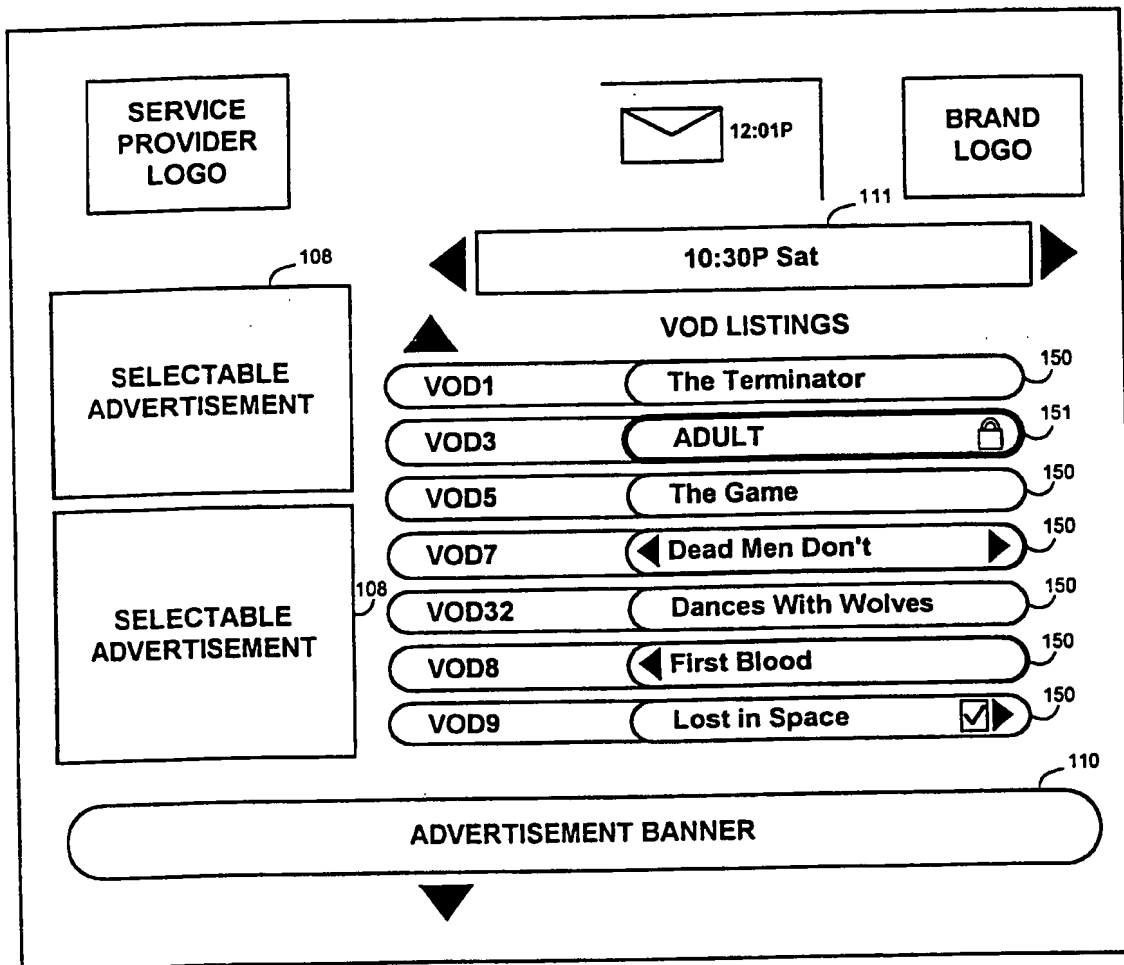 SERVICE
PROVIDER
LOGO
12:01P
BRAND
LOGO
111
10:30P Sat
108
SELECTABLE
ADVERTISEMENT
VOD LISTINGS
VOD1 The Terminator 150
VOD3 ADULT 151
VOD5 The Game 150
VOD7 Dead Men Don't 150
108
SELECTABLE
ADVERTISEMENT
VOD32 Dances With Wolves 150
VOD8 First Blood 150
VOD9 Lost in Space 150
110
ADVERTISEMENT BANNER